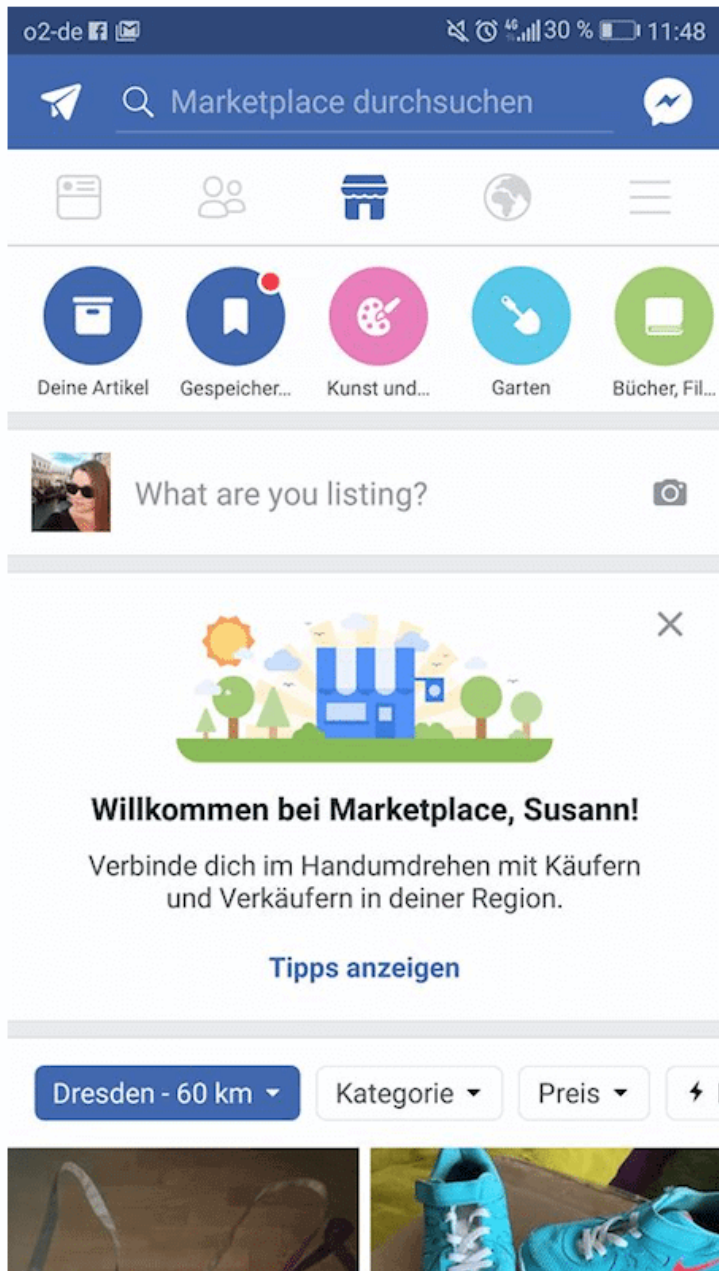 o2-de
4G
30 %
11:48
Marketplace durchsuchen
Deine Artikel
Gespeicher...
Kunst und...
Garten
Bücher, Fil...
What are you listing?
Willkommen bei Marketplace, Susann!
Verbinde dich im Handumdrehen mit Käufern
und Verkäufern in deiner Region.
Tipps anzeigen
Dresden - 60 km
Kategorie
Preis